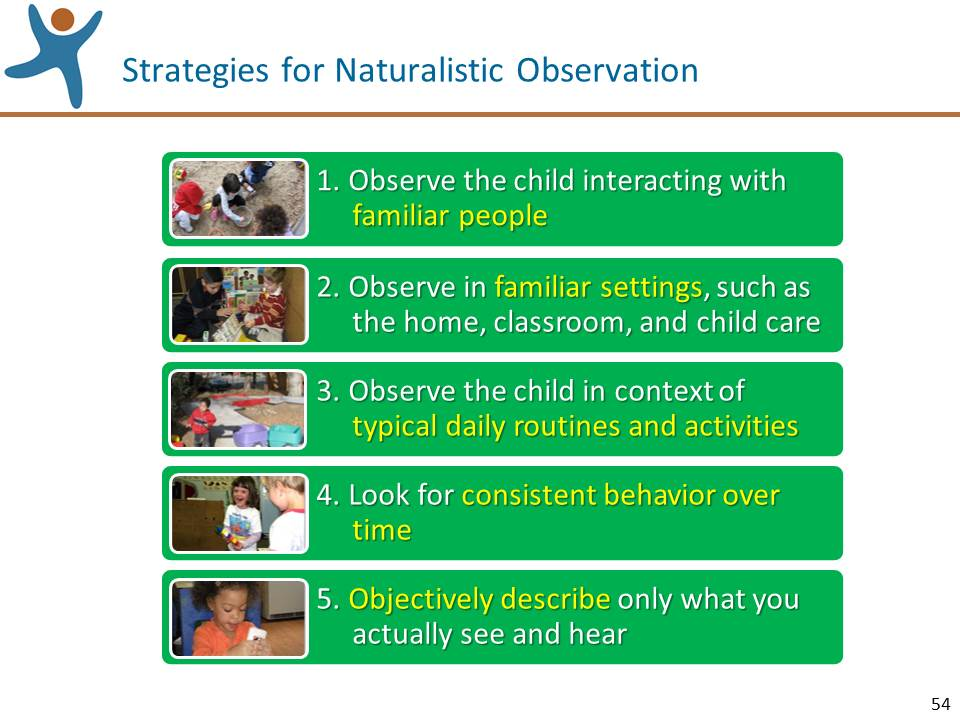 Strategies for Naturalistic Observation
1. Observe the child interacting with
familiar people
2. Observe in familiar settings, such as
the home, classroom, and child care
3. Observe the child in context of
typical daily routines and activities
4. Look for consistent behavior over
time
5. Objectively describe only what you
actually see and hear
54